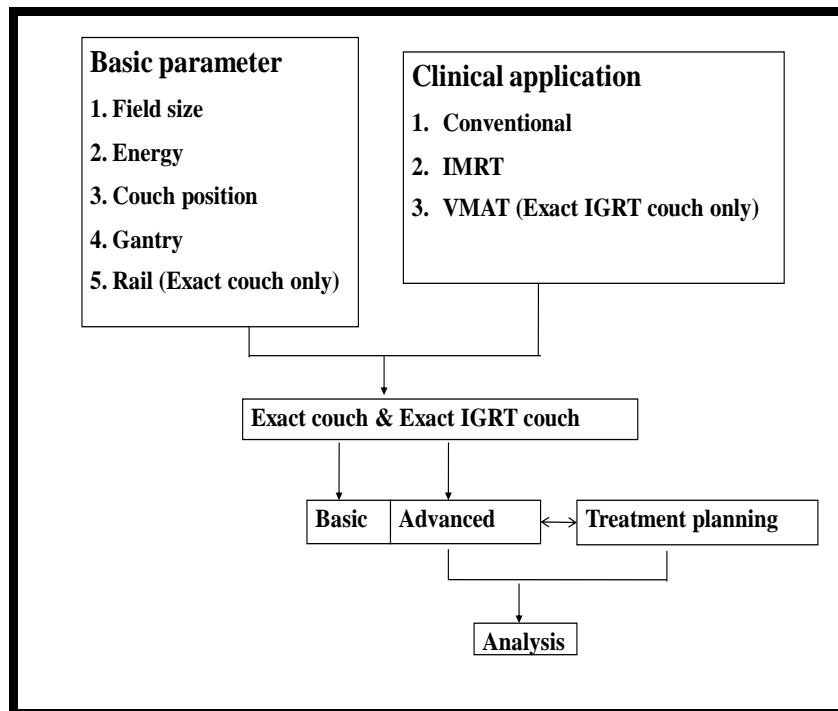 Basic parameter
1. Field size
2. Energy
3. Couch position
4. Gantry
5. Rail (Exact couch only)
Clinical application
1. Conventional
2. IMRT
3. VMAT (Exact IGRT couch only)
Exact couch & Exact IGRT couch
Basic
Advanced
Treatment planning
Analysis